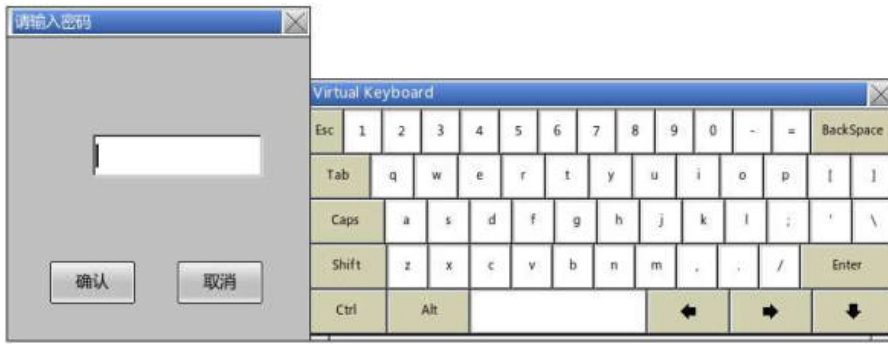 请输入密码
确认
取消
Virtual Keyboard
Esc 1 2 3 4 5 6 7 8 9 0 - = BackSpace
Tab q w e r t y u i o p [ ]
Caps a s d f g h j k l ; ' \
Shift z x c v b n m , . / Enter
Ctrl Alt